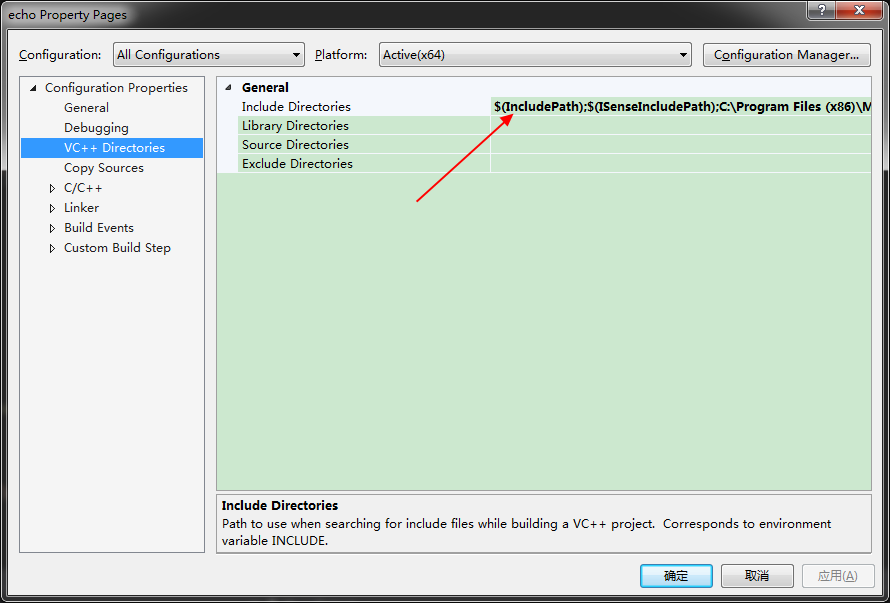 echo Property Pages
?
Configuration: All Configurations Platform: Active(x64) Configuration Manager...
Configuration Properties
General
Debugging
VC++ Directories
Copy Sources
C/C++
Linker
Build Events
Custom Build Step
General
Include Directories $(IncludePath);$(ISenseIncludePath);C:\Program Files (x86)\M
Library Directories
Source Directories
Exclude Directories
Include Directories
Path to use when searching for include files while building a VC++ project. Corresponds to environment
variable INCLUDE.
确定 取消 应用(A)